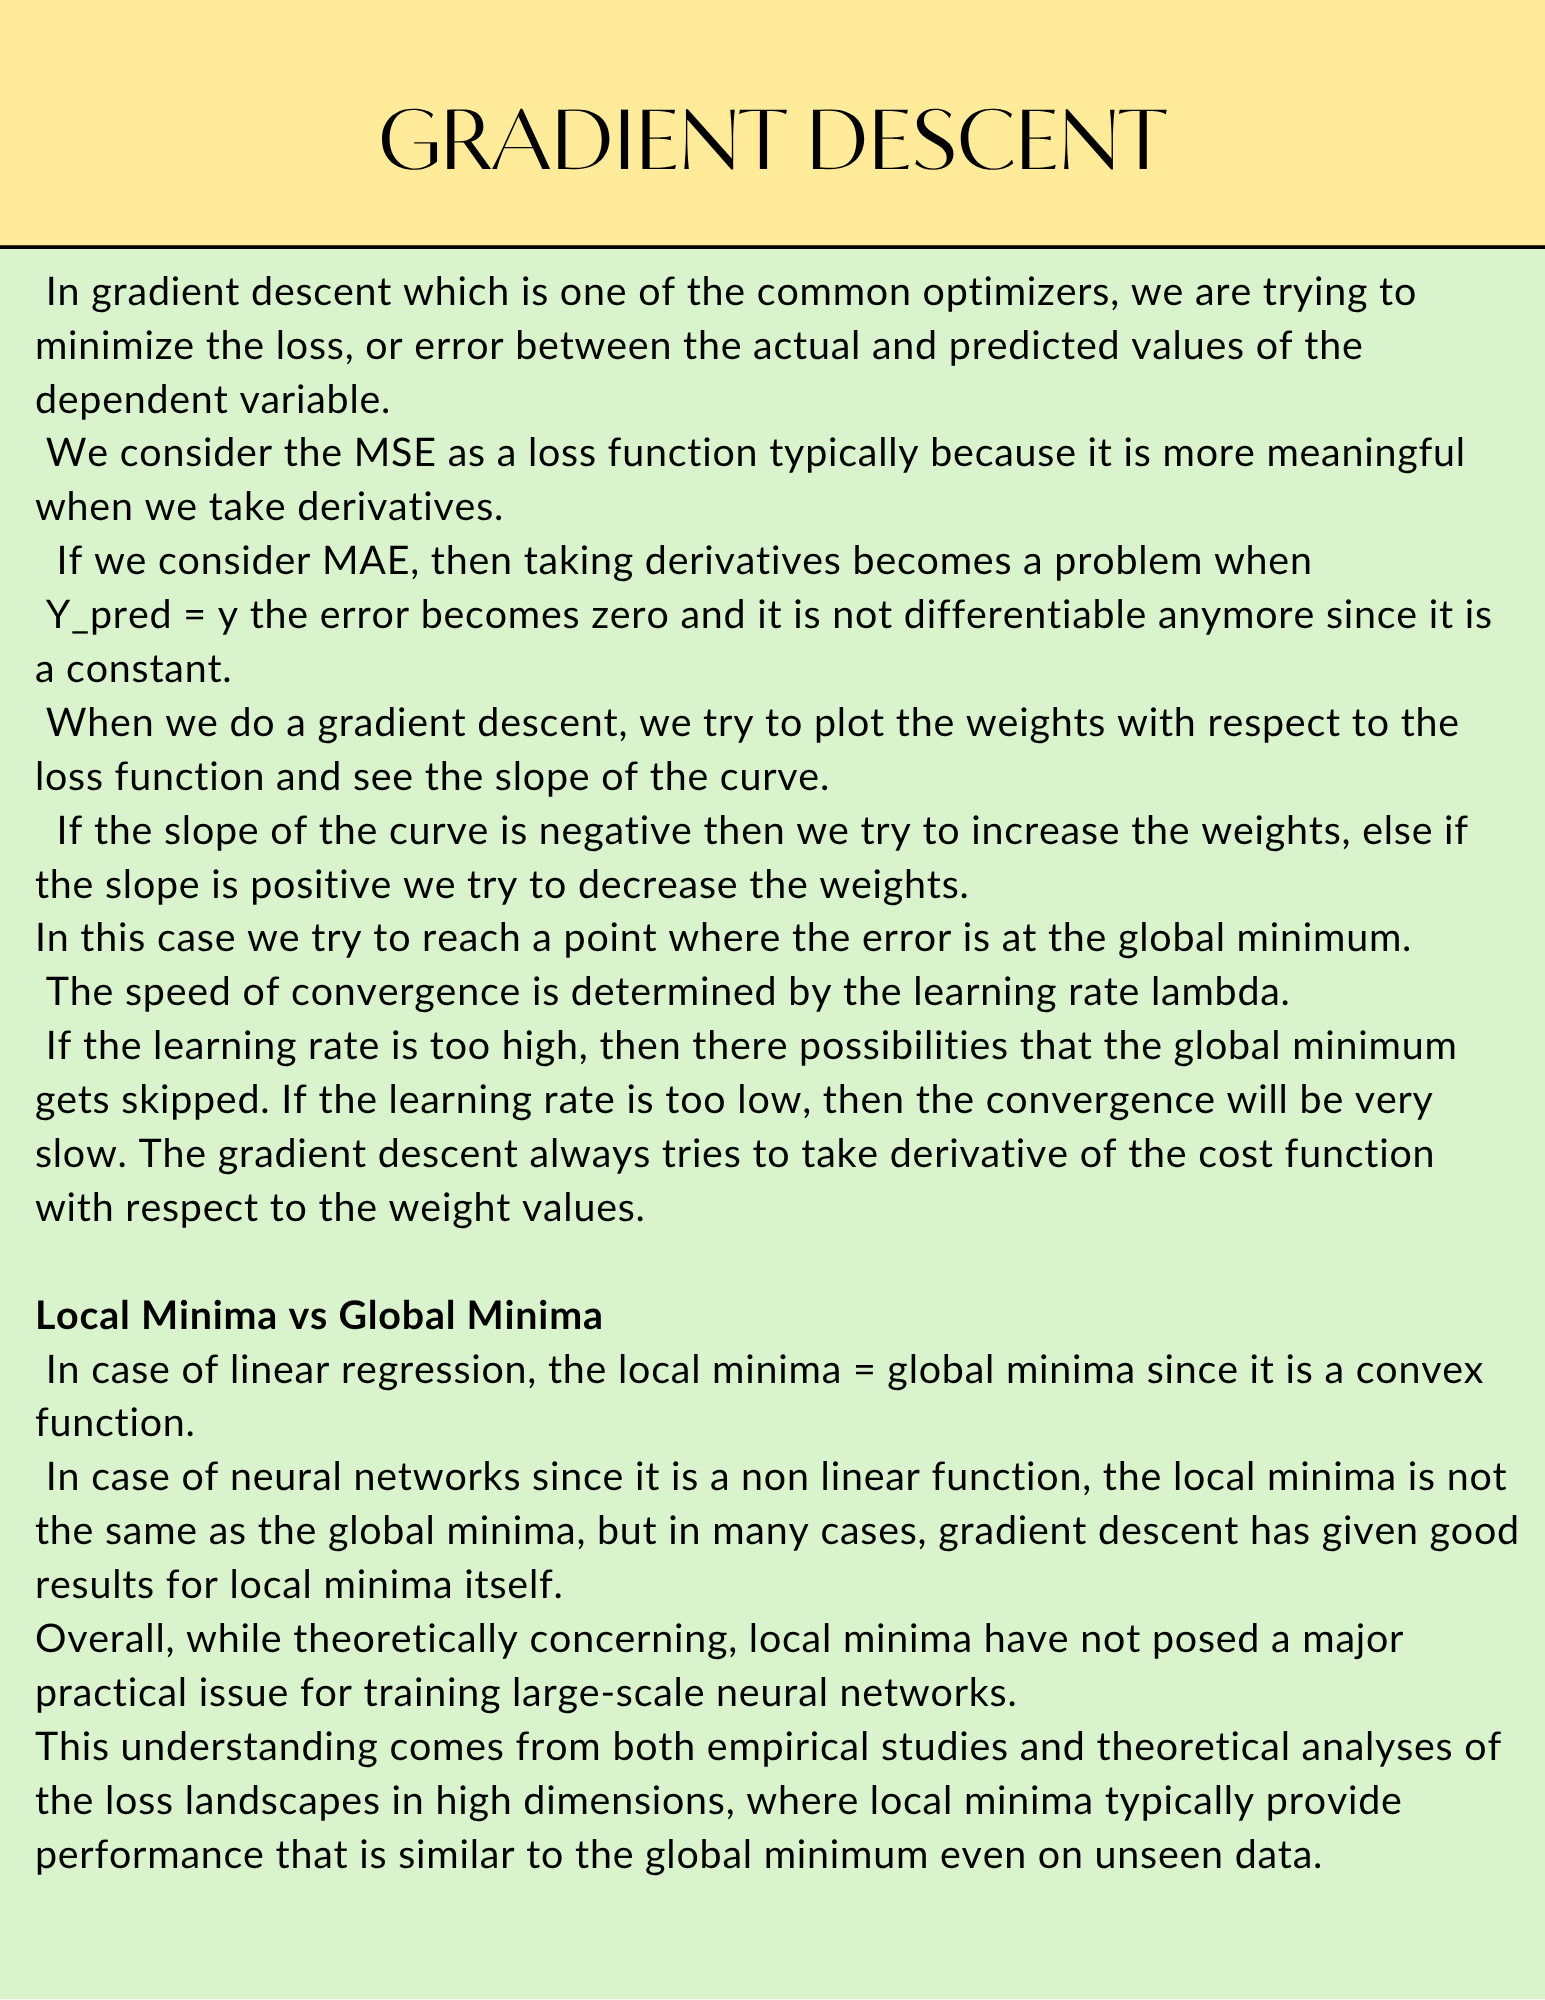 GRADIENT DESCENT
In gradient descent which is one of the common optimizers, we are trying to
minimize the loss, or error between the actual and predicted values of the
dependent variable.
We consider the MSE as a loss function typically because it is more meaningful
when we take derivatives.
If we consider MAE, then taking derivatives becomes a problem when
Y_pred = y the error becomes zero and it is not differentiable anymore since it is
a constant.
When we do a gradient descent, we try to plot the weights with respect to the
loss function and see the slope of the curve.
If the slope of the curve is negative then we try to increase the weights, else if
the slope is positive we try to decrease the weights.
In this case we try to reach a point where the error is at the global minimum.
The speed of convergence is determined by the learning rate lambda.
If the learning rate is too high, then there possibilities that the global minimum
gets skipped. If the learning rate is too low, then the convergence will be very
slow. The gradient descent always tries to take derivative of the cost function
with respect to the weight values.
Local Minima vs Global Minima
In case of linear regression, the local minima = global minima since it is a convex
function.
In case of neural networks since it is a non linear function, the local minima is not
the same as the global minima, but in many cases, gradient descent has given good
results for local minima itself.
Overall, while theoretically concerning, local minima have not posed a major
practical issue for training large-scale neural networks.
This understanding comes from both empirical studies and theoretical analyses of
the loss landscapes in high dimensions, where local minima typically provide
performance that is similar to the global minimum even on unseen data.